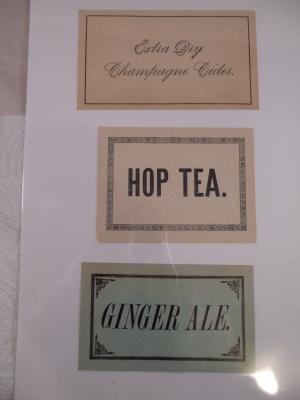 Extra Dry
Champagne Cider.
HOP TEA.
GINGER ALE.